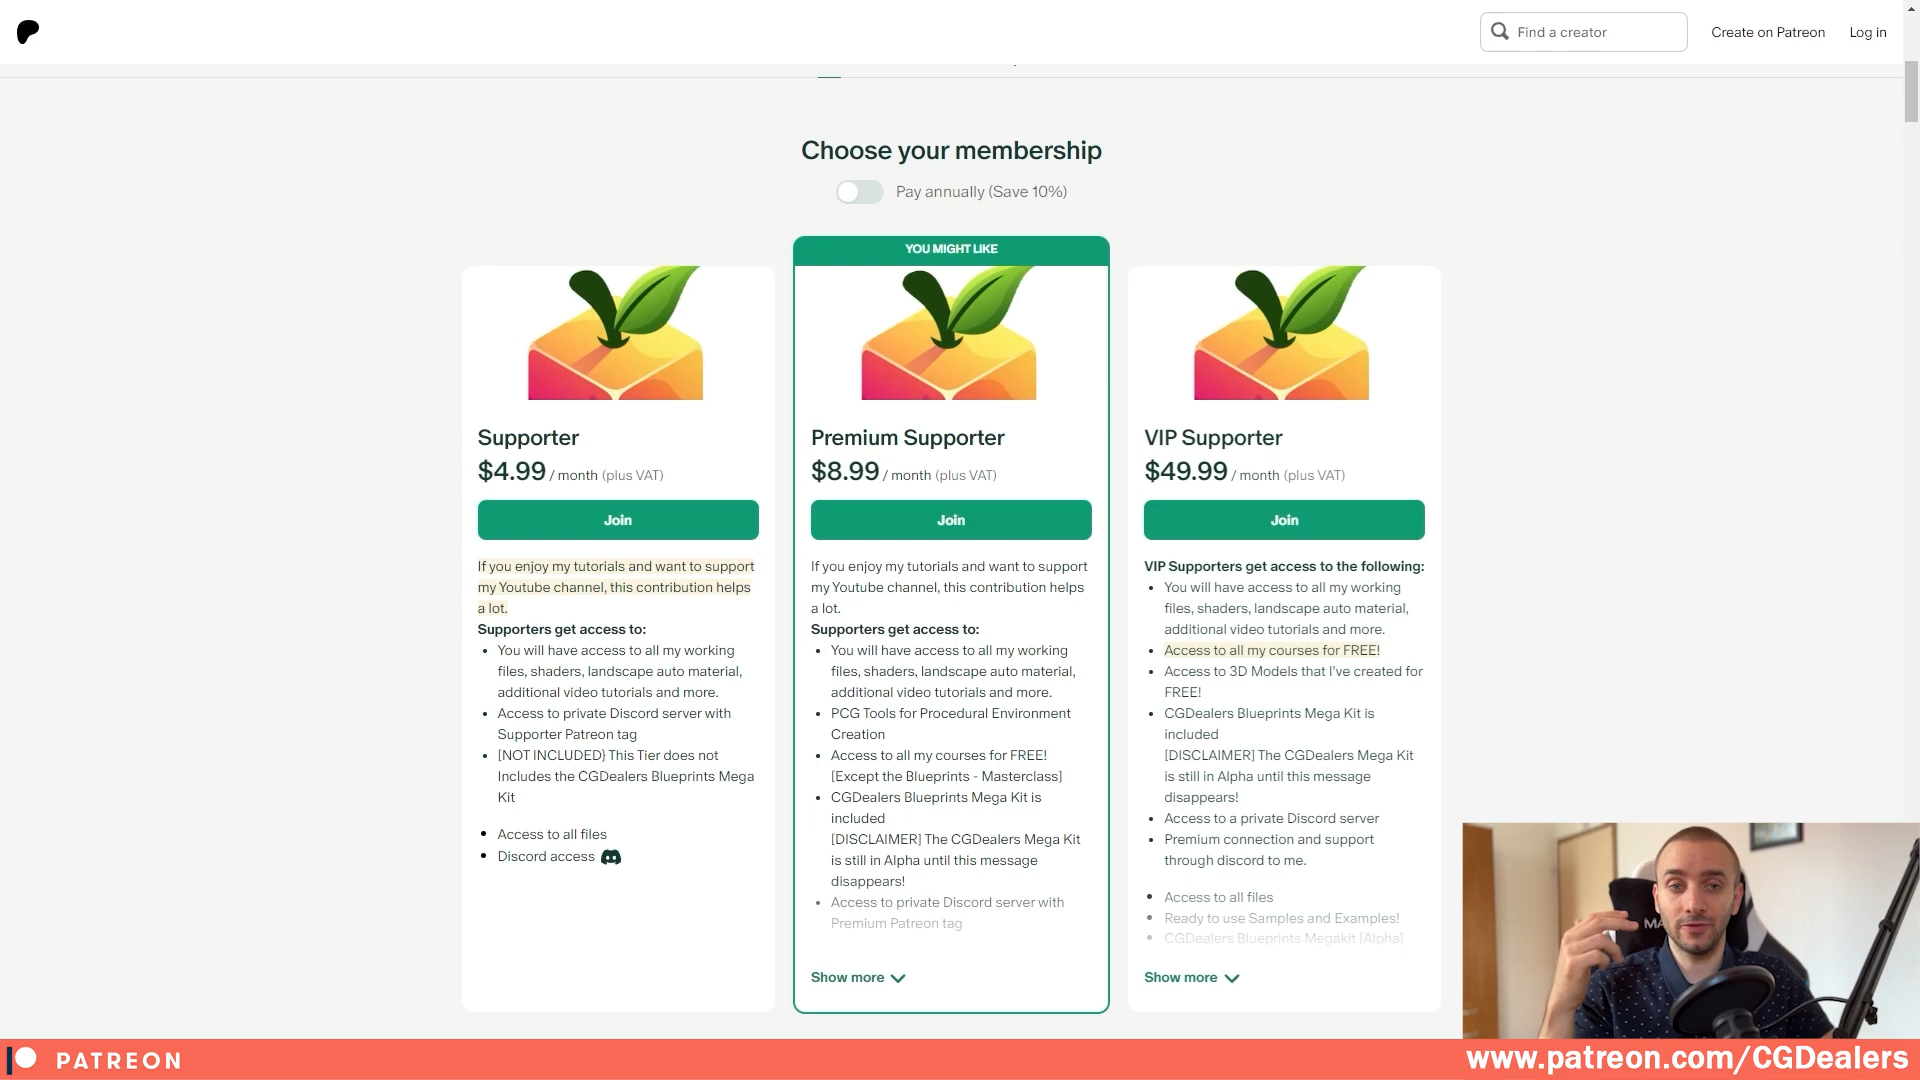 Find a creator
Create on Patreon
Log in
Choose your membership
Pay annually (Save 10%)
YOU MIGHT LIKE
Supporter
$4.99 / month (plus VAT)
Join
If you enjoy my tutorials and want to support
my Youtube channel, this contribution helps
a lot.
Supporters get access to:
• You will have access to all my working
files, shaders, landscape auto material,
additional video tutorials and more.
• Access to private Discord server with
Supporter Patreon tag
• [NOT INCLUDED} This Tier does not
Includes the CGDealers Blueprints Mega
Kit
• Access to all files
• Discord access
Premium Supporter
$8.99 / month (plus VAT)
Join
If you enjoy my tutorials and want to support
my Youtube channel, this contribution helps
a lot.
Supporters get access to:
• You will have access to all my working
files, shaders, landscape auto material,
additional video tutorials and more.
• PCG Tools for Procedural Environment
Creation
• Access to all my courses for FREE!
[Except the Blueprints - Masterclass]
• CGDealers Blueprints Mega Kit is
included
[DISCLAIMER] The CGDealers Mega Kit
is still in Alpha until this message
disappears!
• Access to private Discord server with
Premium Patreon tag
Show more
VIP Supporter
$49.99 / month (plus VAT)
Join
VIP Supporters get access to the following:
• You will have access to all my working
files, shaders, landscape auto material,
additional video tutorials and more.
• Access to all my courses for FREE!
• Access to 3D Models that I've created for
FREE!
• CGDealers Blueprints Mega Kit is
included
[DISCLAIMER] The CGDealers Mega Kit
is still in Alpha until this message
disappears!
• Access to a private Discord server
• Premium connection and support
through discord to me.
• Access to all files
• Ready to use Samples and Examples!
• CGDealers Blueprints Megakit [Alpha]
Show more
PATREON
www.patreon.com/CGDealers